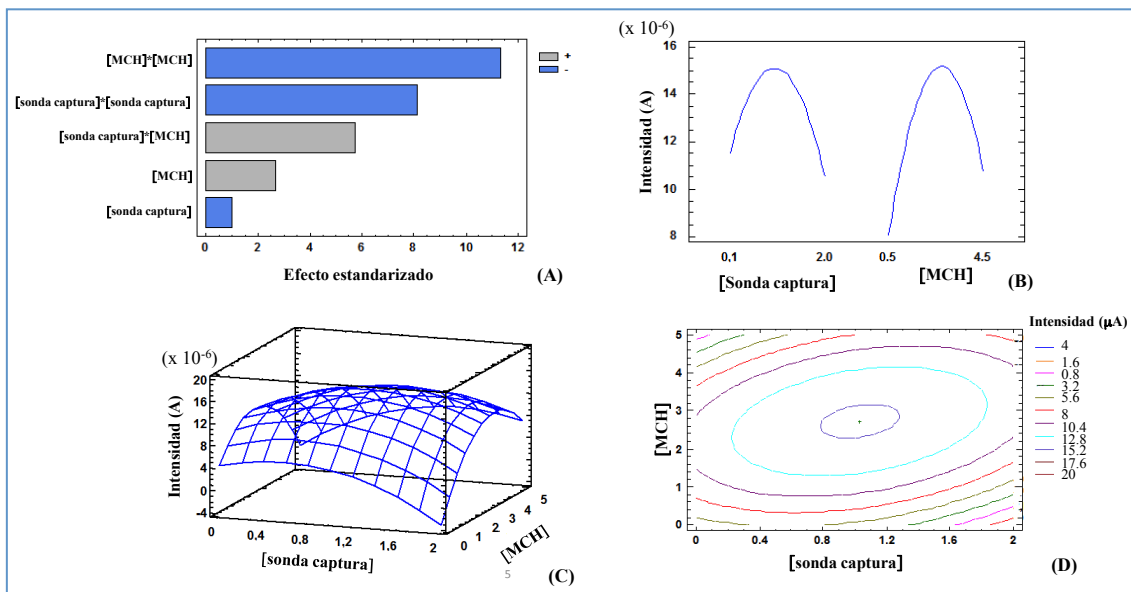 [MCH]*[MCH]
[sonda captura]*[sonda captura]
[sonda captura]*[MCH]
[MCH]
[sonda captura]
+
-
0 2 4 6 8 10 12
Efecto estandarizado
(A)
(x 10-6)
16
14
12
10
8
Intensidad (A)
0,1 2.0 0.5 4.5
[Sonda captura] [MCH]
(B)
(x 10-6)
20
16
12
8
4
0
-4
Intensidad (A)
0 0.4 0.8 1,2 1.6 2
[sonda captura]
0 1 2 3 4 5
[MCH]
5
(C)
5
4
3
2
1
0
[MCH]
0 0.4 0.8 1.2 1.6 2
[sonda captura]
(D)
Intensidad (µA)
4
1.6
0.8
3.2
5.6
8
10.4
12.8
15.2
17.6
20